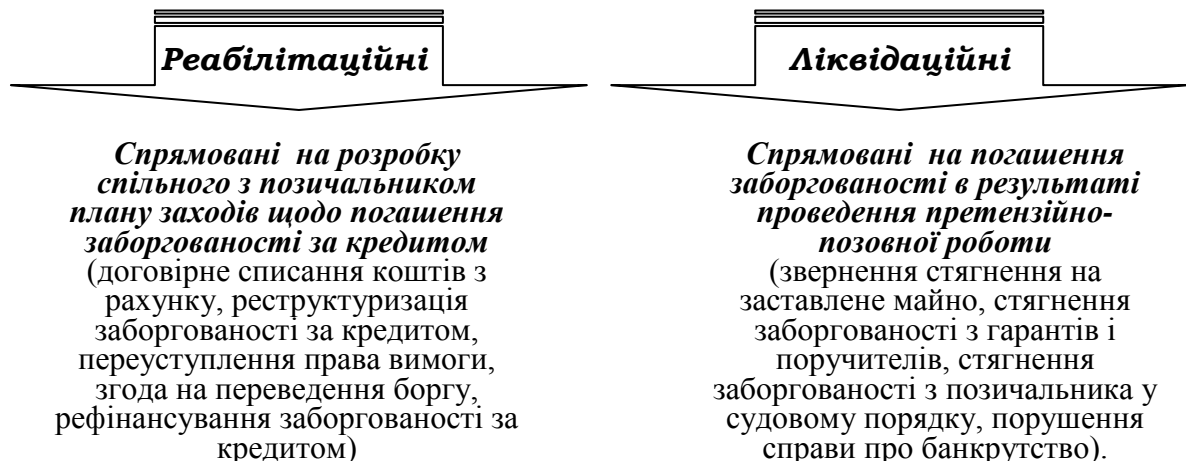 Реабілітаційні
Спрямовані на розробку
спільного з позичальником
плану заходів щодо погашення
заборгованості за кредитом
(договірне списання коштів з
рахунку, реструктуризація
заборгованості за кредитом,
переуступлення права вимоги,
згода на переведення боргу,
рефінансування заборгованості за
кредитом)
Ліквідаційні
Спрямовані на погашення
заборгованості в результаті
проведення претензійно-
позовної роботи
(звернення стягнення на
заставлене майно, стягнення
заборгованості з гарантів і
поручителів, стягнення
заборгованості з позичальника у
судовому порядку, порушення
справи про банкрутство).